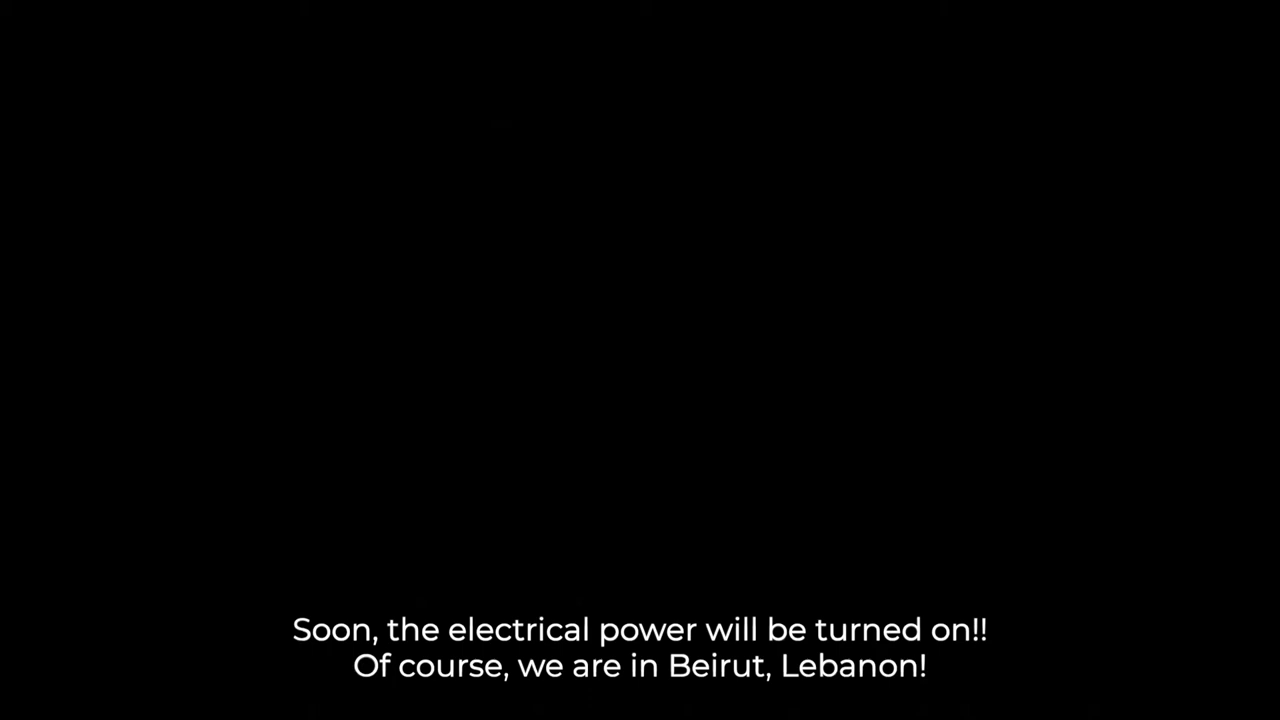 Soon, the electrical power will be turned on!!
Of course, we are in Beirut, Lebanon!